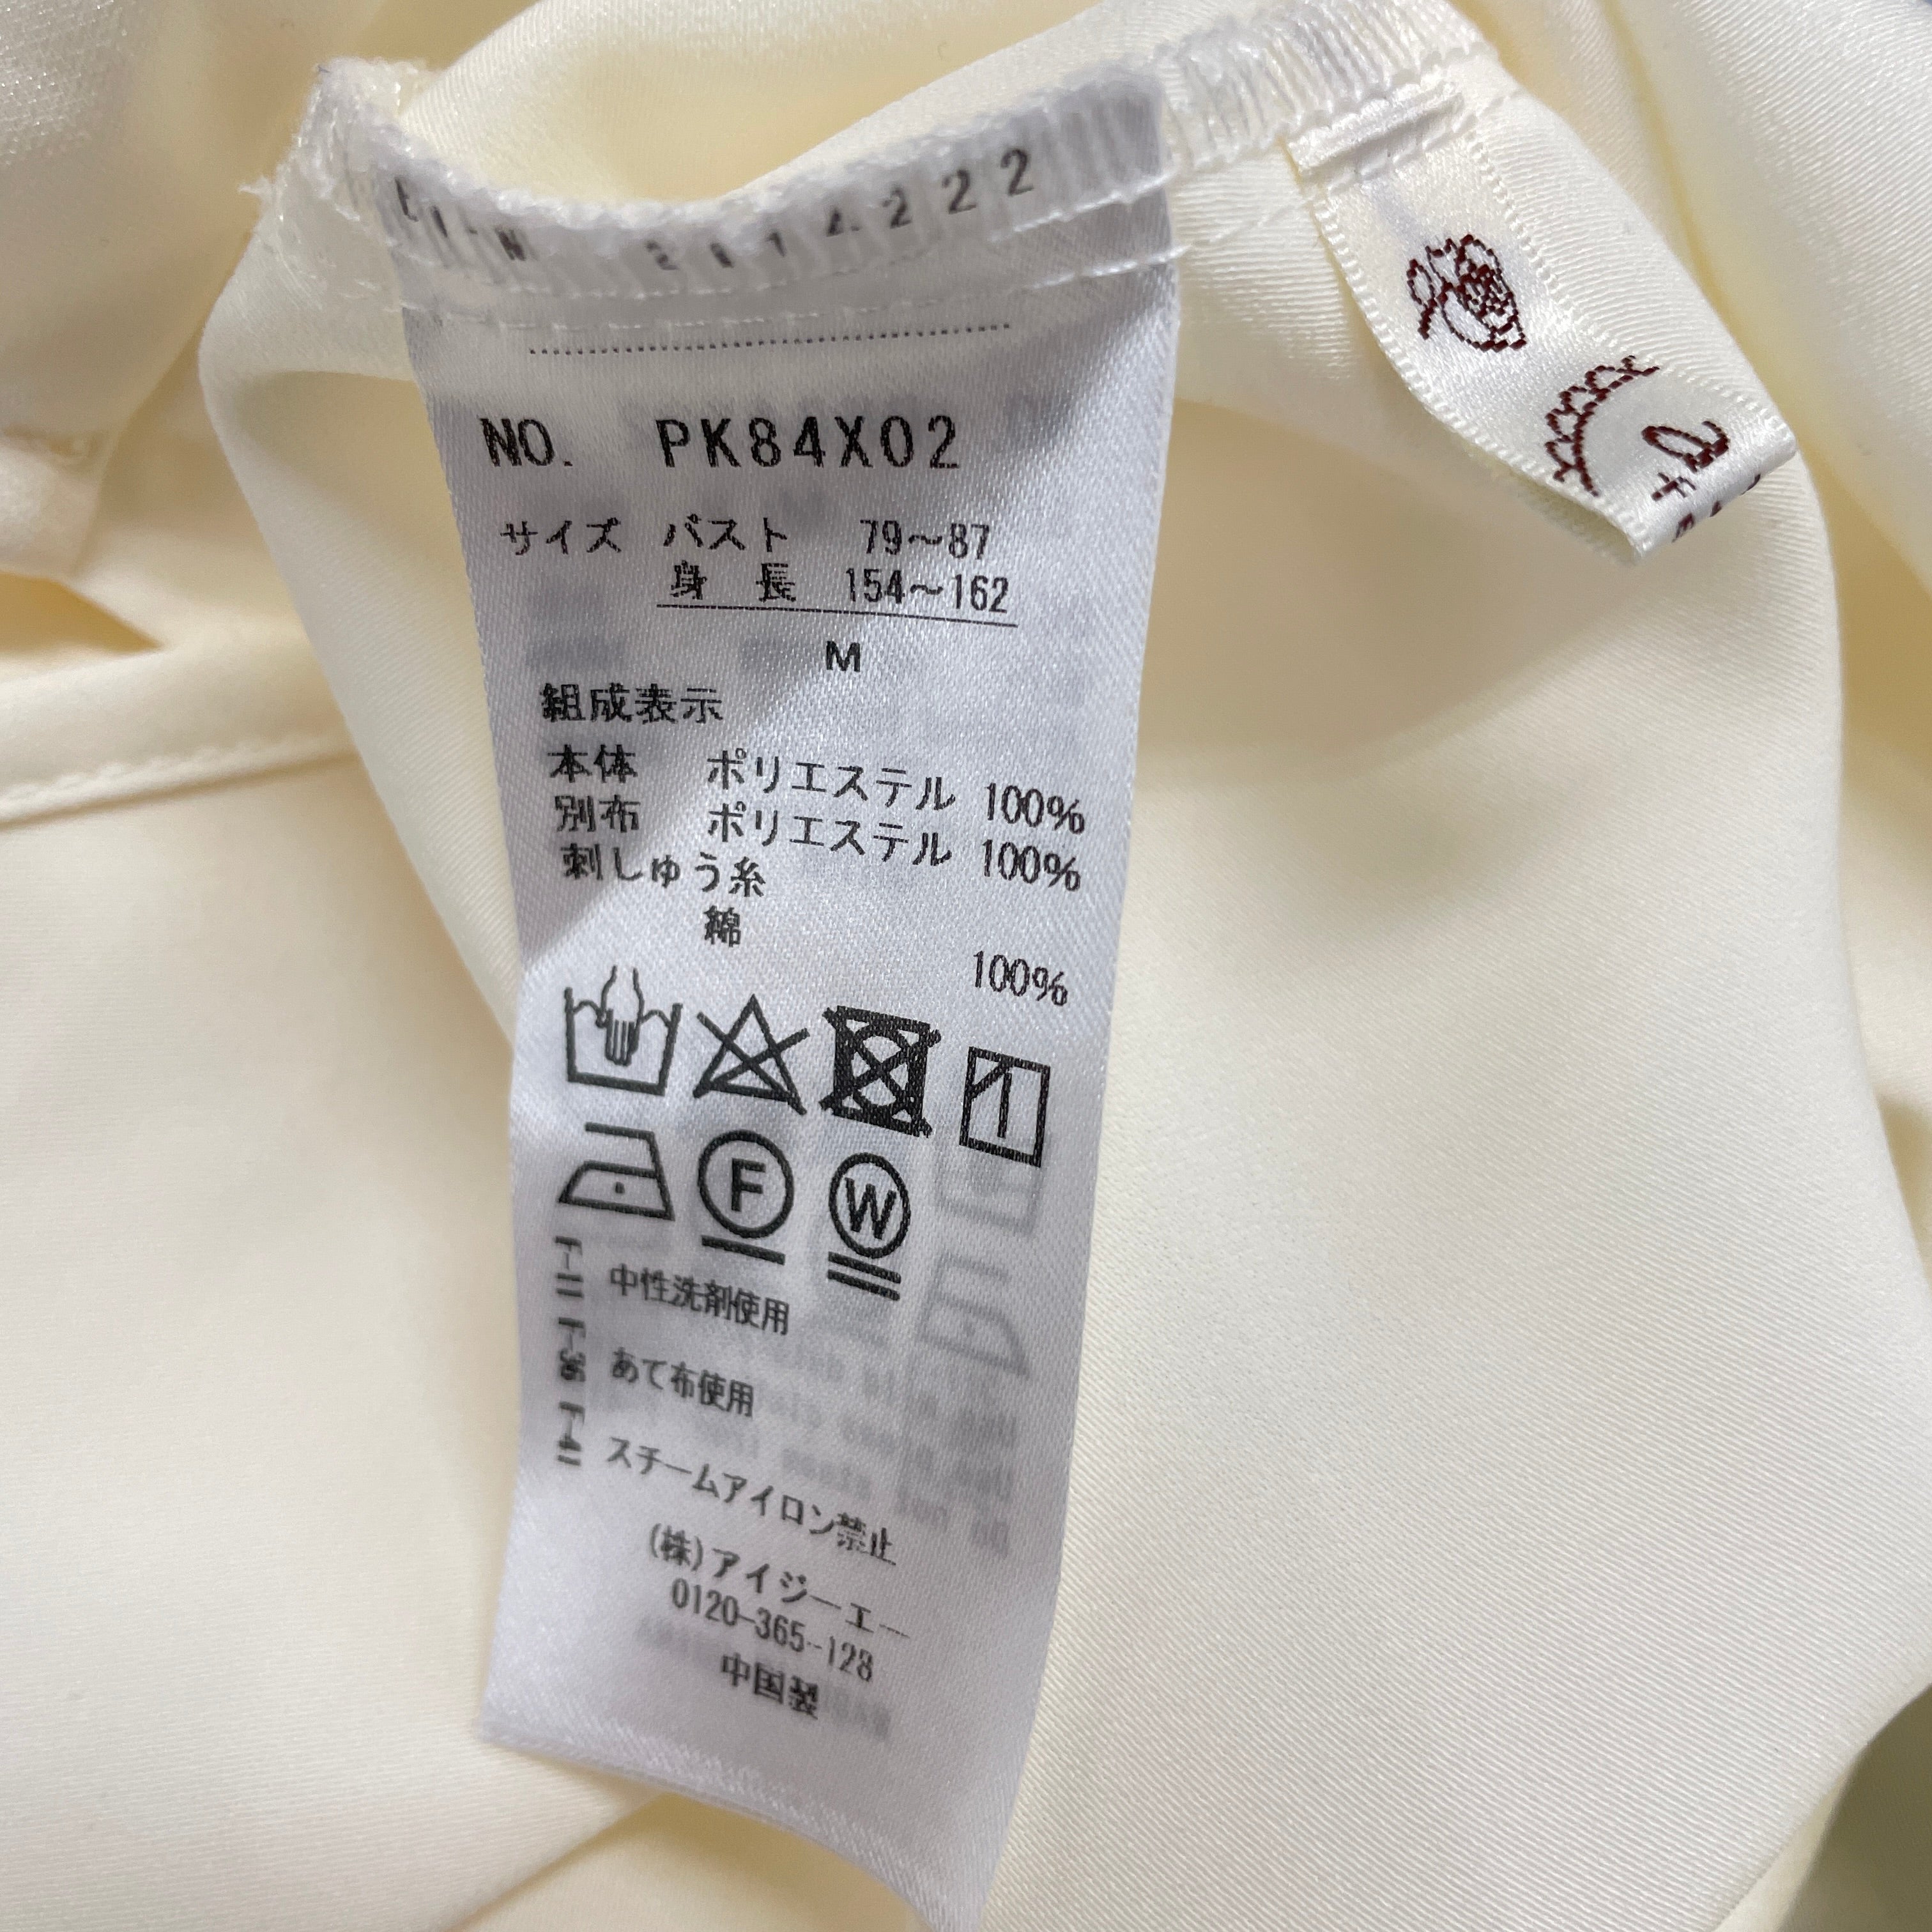 NO. PK84X02
サイズ バスト 79〜87
身 長 154〜162
M
組成表示
本体 ポリエステル 100%
別布 ポリエステル 100%
刺しゅう糸
綿
100%
F W
中性洗剤使用
あて布使用
スチームアイロン禁止
(株)アイジーエー
0120-365-128
中国製